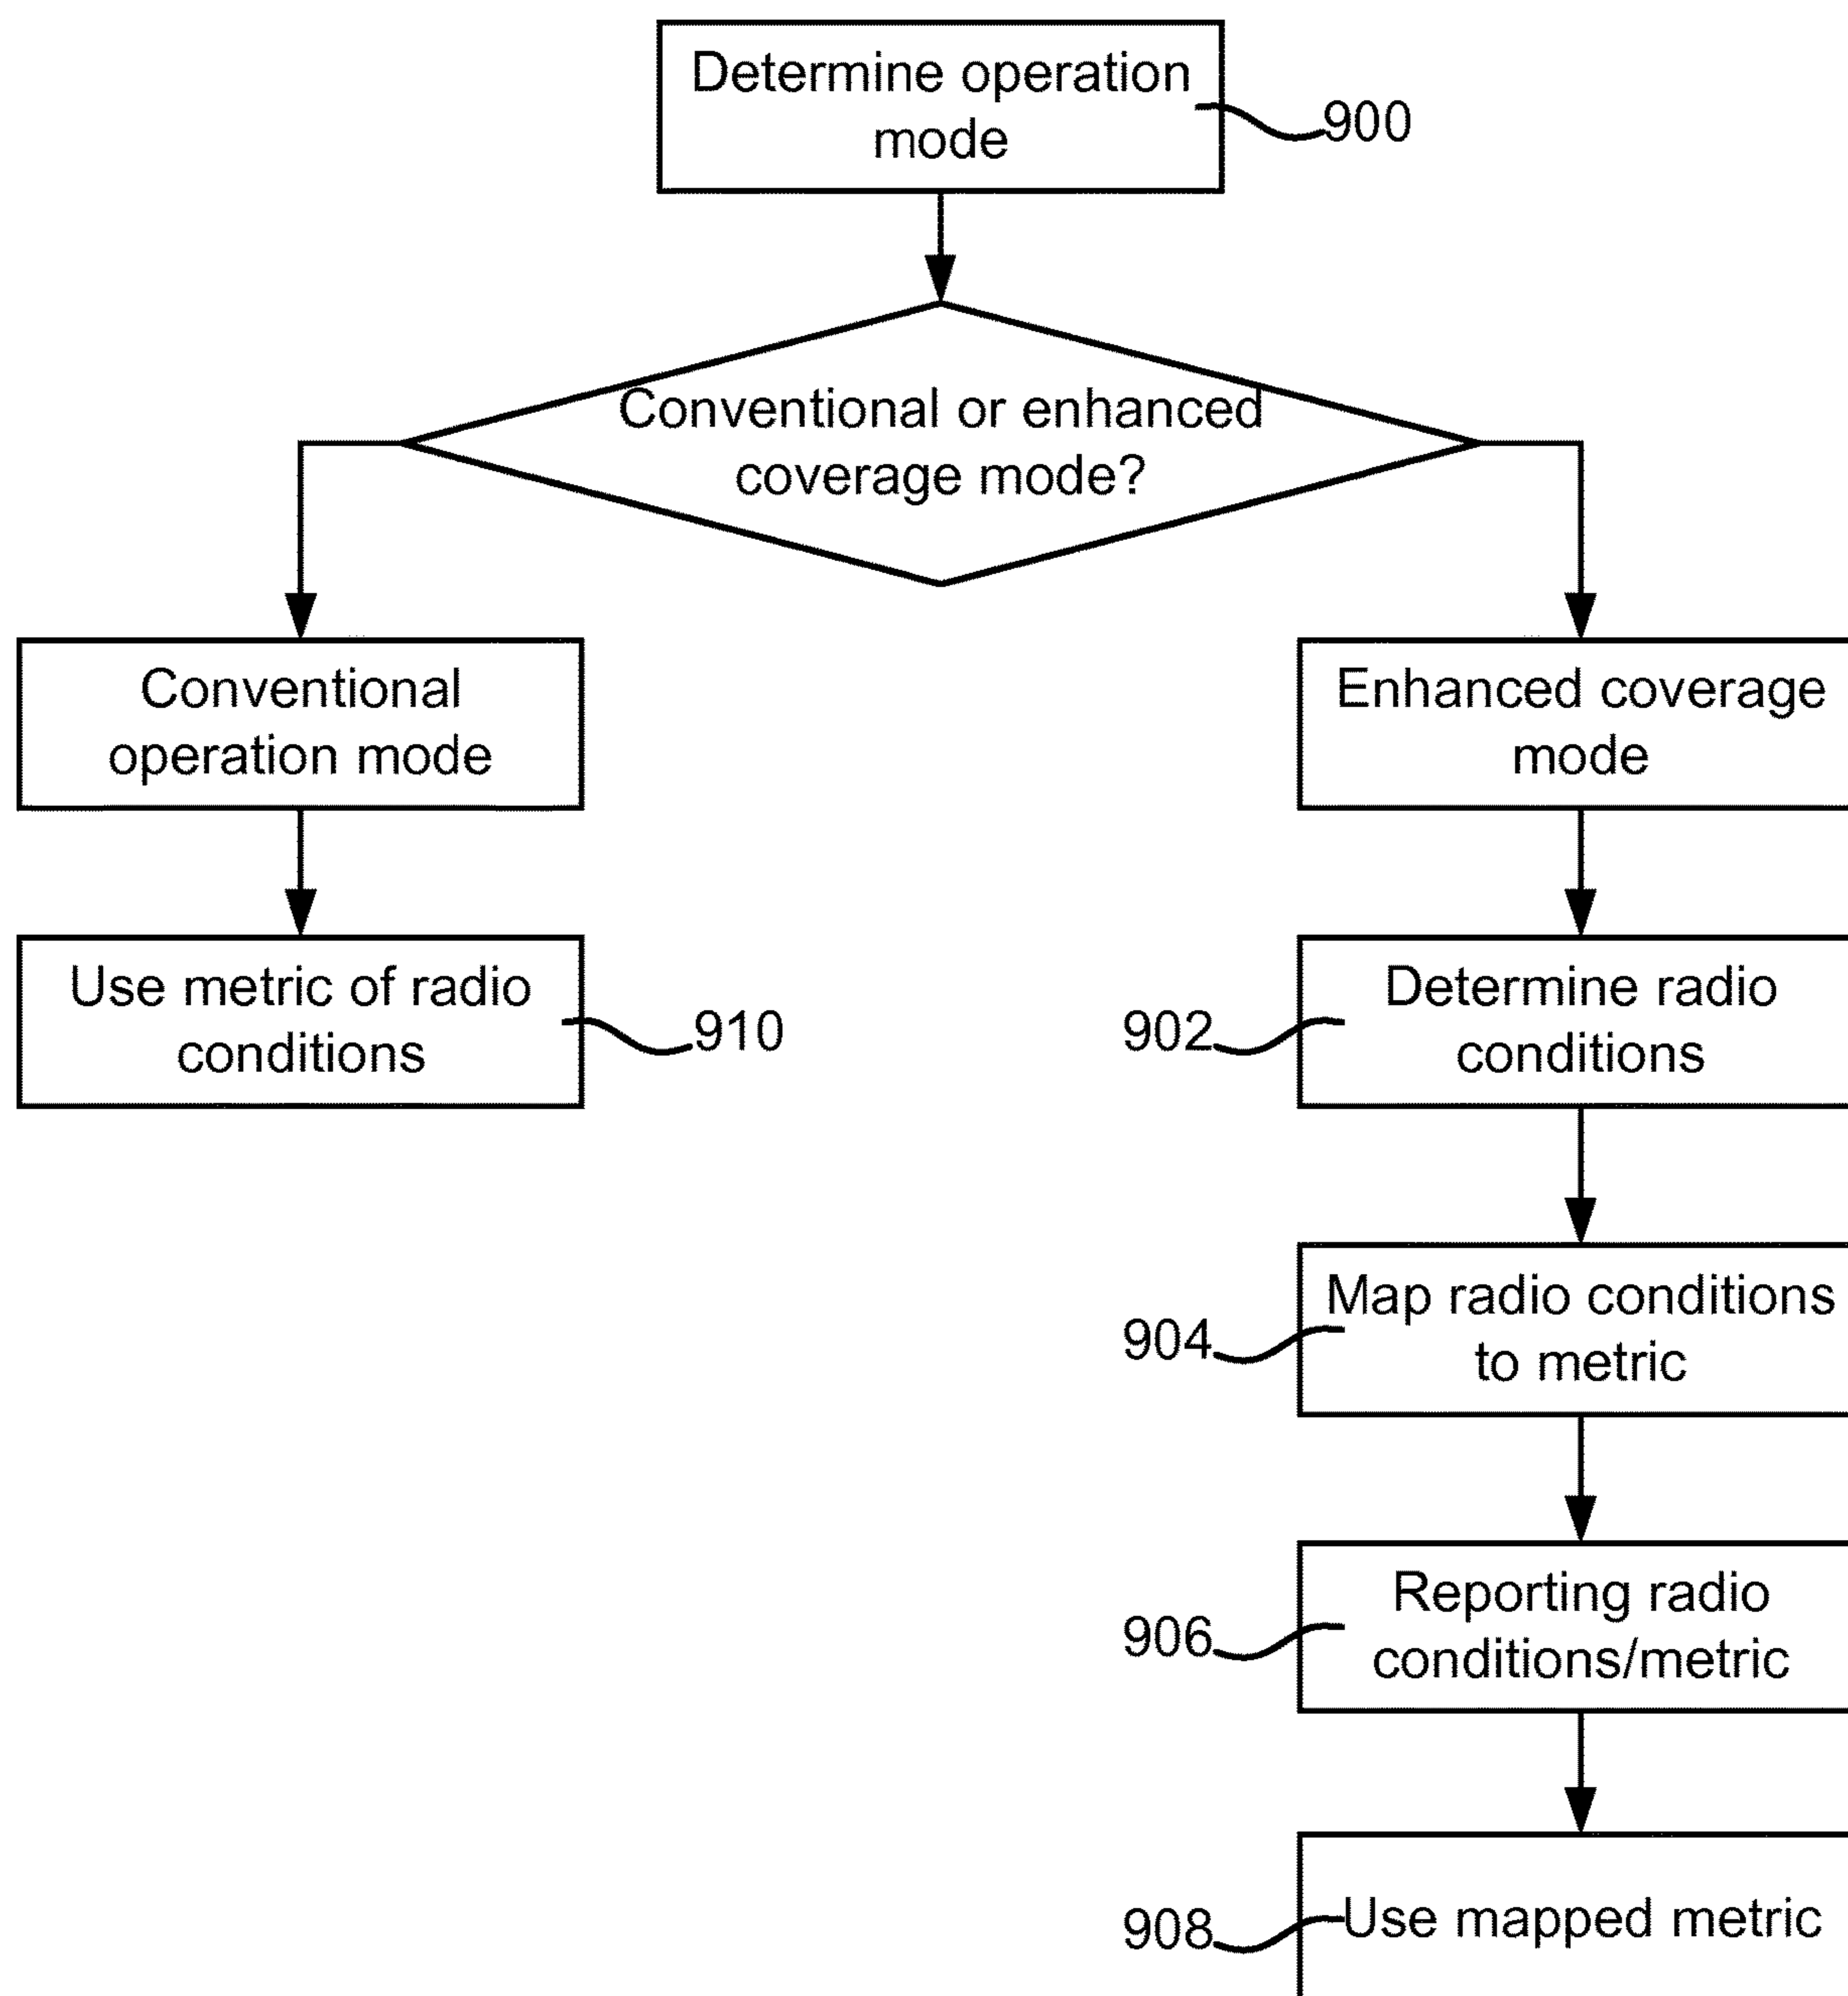 Determine operation
mode
900
Conventional or enhanced
coverage mode?
Conventional
operation mode
Enhanced coverage
mode
Use metric of radio
conditions
910
902
Determine radio
conditions
904
Map radio conditions
to metric
906
Reporting radio
conditions/metric
908
Use mapped metric